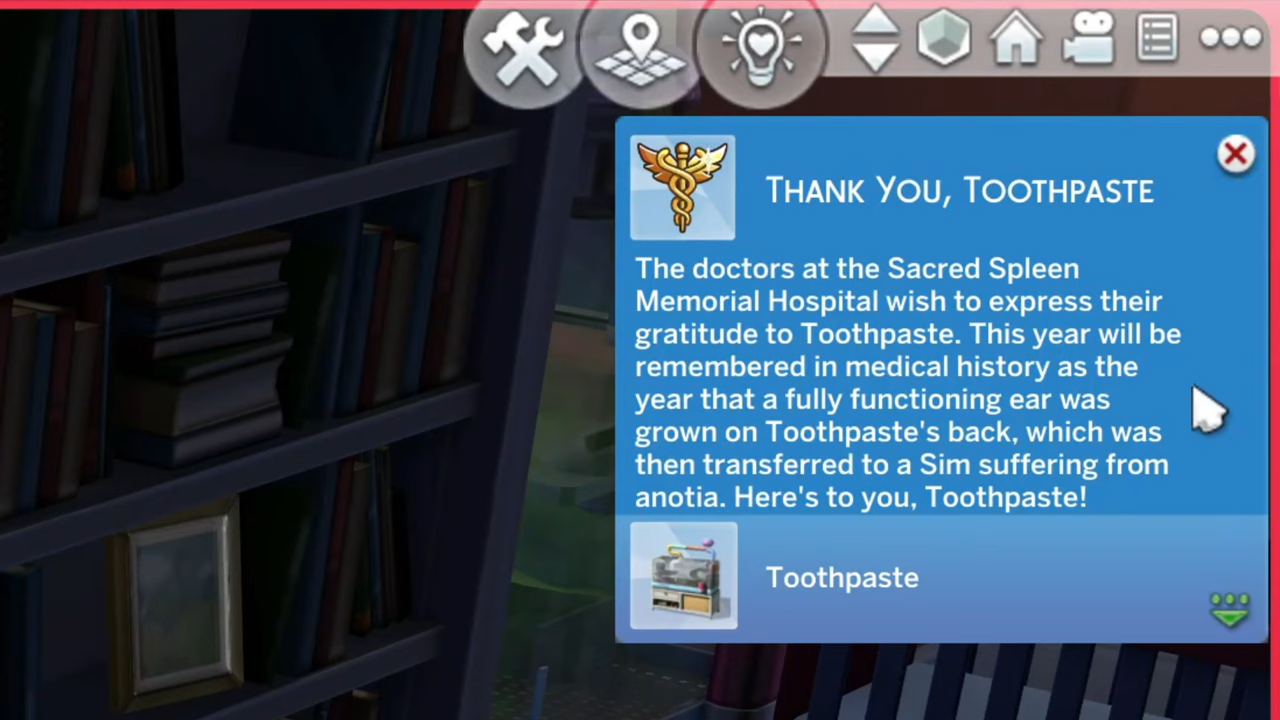 Thank You, Toothpaste
The doctors at the Sacred Spleen
Memorial Hospital wish to express their
gratitude to Toothpaste. This year will be
remembered in medical history as the
year that a fully functioning ear was
grown on Toothpaste's back, which was
then transferred to a Sim suffering from
anotia. Here's to you, Toothpaste!
Toothpaste